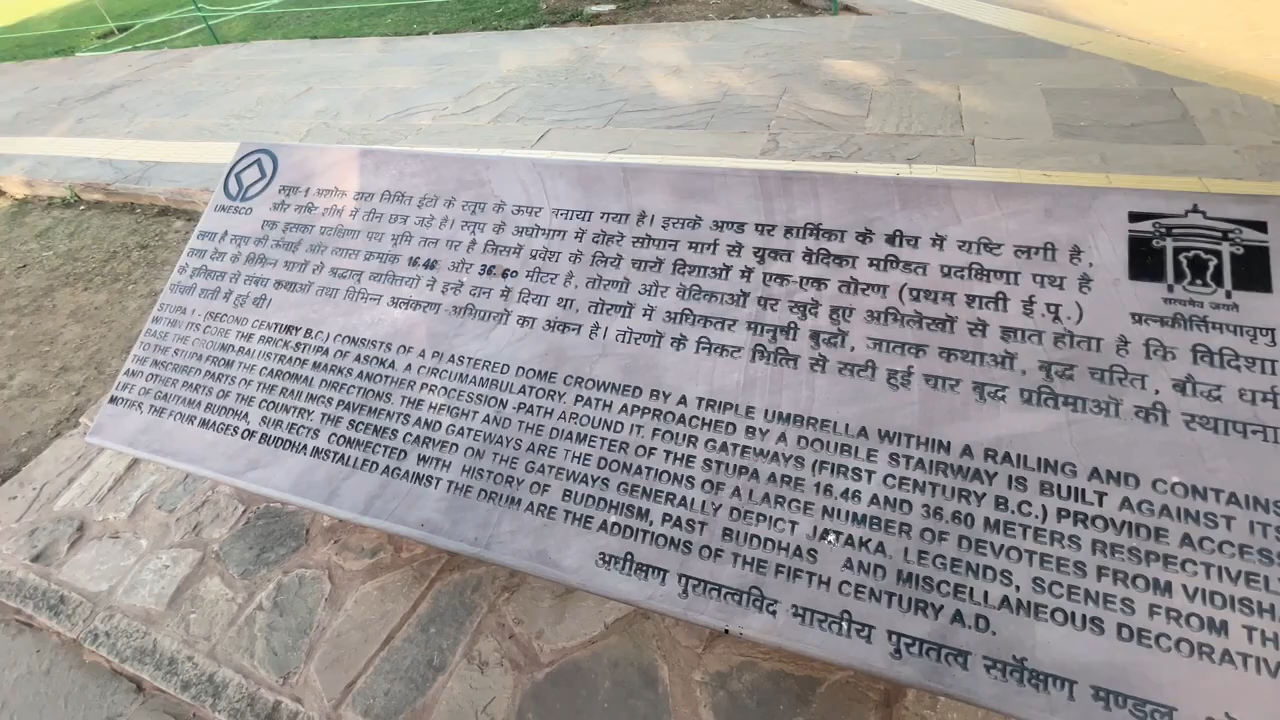 UNESCO
स्तूप-1 अशोक द्वारा निर्मित ईटों के स्तूप के ऊपर बनाया गया है। इसके अण्ड पर हार्मिका के बीच में यष्टि लगी है,
और यष्टि शीर्ष में तीन छत्र जड़े है। स्तूप के अधोभाग में दोहरे सोपान मार्ग से युक्त वेदिका मण्डित प्रदक्षिणा पथ है
एक इसका प्रदक्षिणा पथ भूमि तल पर है जिसमें प्रवेश के लिये चारों दिशाओं में एक-एक तोरण (प्रथम शती ई.पू.)
लगा है स्तूप की ऊंचाई और व्यास क्रमांक 16.46 और 36.60 मीटर है, तोरणों और वेदिकाओं पर खुदे हुए अभिलेखों से ज्ञात होता है कि विदिशा
तथा देश के विभिन्न भागों से श्रद्धालु व्यक्तियों ने इन्हें दान में दिया था, तोरणों में अधिकतर मानुषी बुद्धों, जातक कथाओं, बुद्ध चरित, बौद्ध धर्म
के इतिहास से संबंध कथाओं तथा विभिन्न अलंकरण-अभिप्रायों का अंकन है। तोरणों के निकट भित्ति से सटी हुई चार बुद्ध प्रतिमाओं की स्थापना
पाँचवीं शती में हुई थी।
STUPA 1 - (SECOND CENTURY B.C.) CONSISTS OF A PLASTERED DOME CROWNED BY A TRIPLE UMBRELLA WITHIN A RAILING AND CONTAINS
WITHIN ITS CORE THE BRICK-STUPA OF ASOKA. A CIRCUMAMBULATORY. PATH APPROACHED BY A DOUBLE STAIRWAY IS BUILT AGAINST ITS
BASE THE GROUND-BALUSTRADE MARKS ANOTHER PROCESSION-PATH AROUND IT. FOUR GATEWAYS (FIRST CENTURY B.C.) PROVIDE ACCESS
TO THE STUPA FROM THE CARDINAL DIRECTIONS. THE HEIGHT AND THE DIAMETER OF THE STUPA ARE 16.46 AND 36.60 METERS
THE INSCRIBED PARTS OF THE RAILINGS PAVEMENTS AND GATEWAYS ARE THE DONATIONS OF A LARGE NUMBER OF DEVOTEES FROM
AND OTHER PARTS OF THE COUNTRY. THE SCENES CARVED ON THE GATEWAYS GENERALLY DEPICT JATAKA. LEGENDS, SCENES FROM
LIFE OF GAUTAMA BUDDHA, SUBJECTS CONNECTED WITH HISTORY OF BUDDHISM, PAST BUDDHAS AND MISCELLANEOUS
MOTIFS, THE FOUR IMAGES OF BUDDHA INSTALLED AGAINST THE DRUM ARE THE ADDITIONS OF THE FIFTH CENTURY A.D.
सत्यमेव जयते
प्रत्नकीर्त्तिमपावृणु
अधीक्षण पुरातत्वविद भारतीय पुरातत्व सर्वेक्षण मण्डल